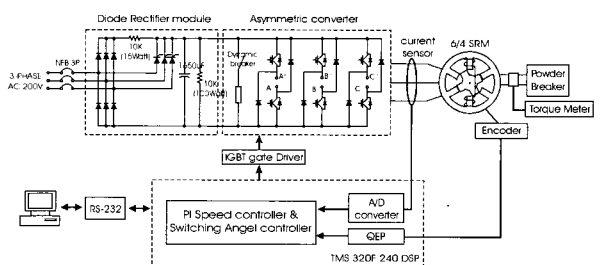 Diode Rectifier module
Asymmetric converter
current
sensor
6/4 SRM
10K
(15Watt)
NFB 3P
3-PHASE
AC: 200V
1650uF
10K
Dynamic
breaker
A+
A
B
B
C
C
Powder
Breaker
Torque Meter
Encoder
IGBT gate Driver
RS-232
PI Speed controller &
Switching Angel controller
A/D
converter
QEP
TMS 320F 240 DSP